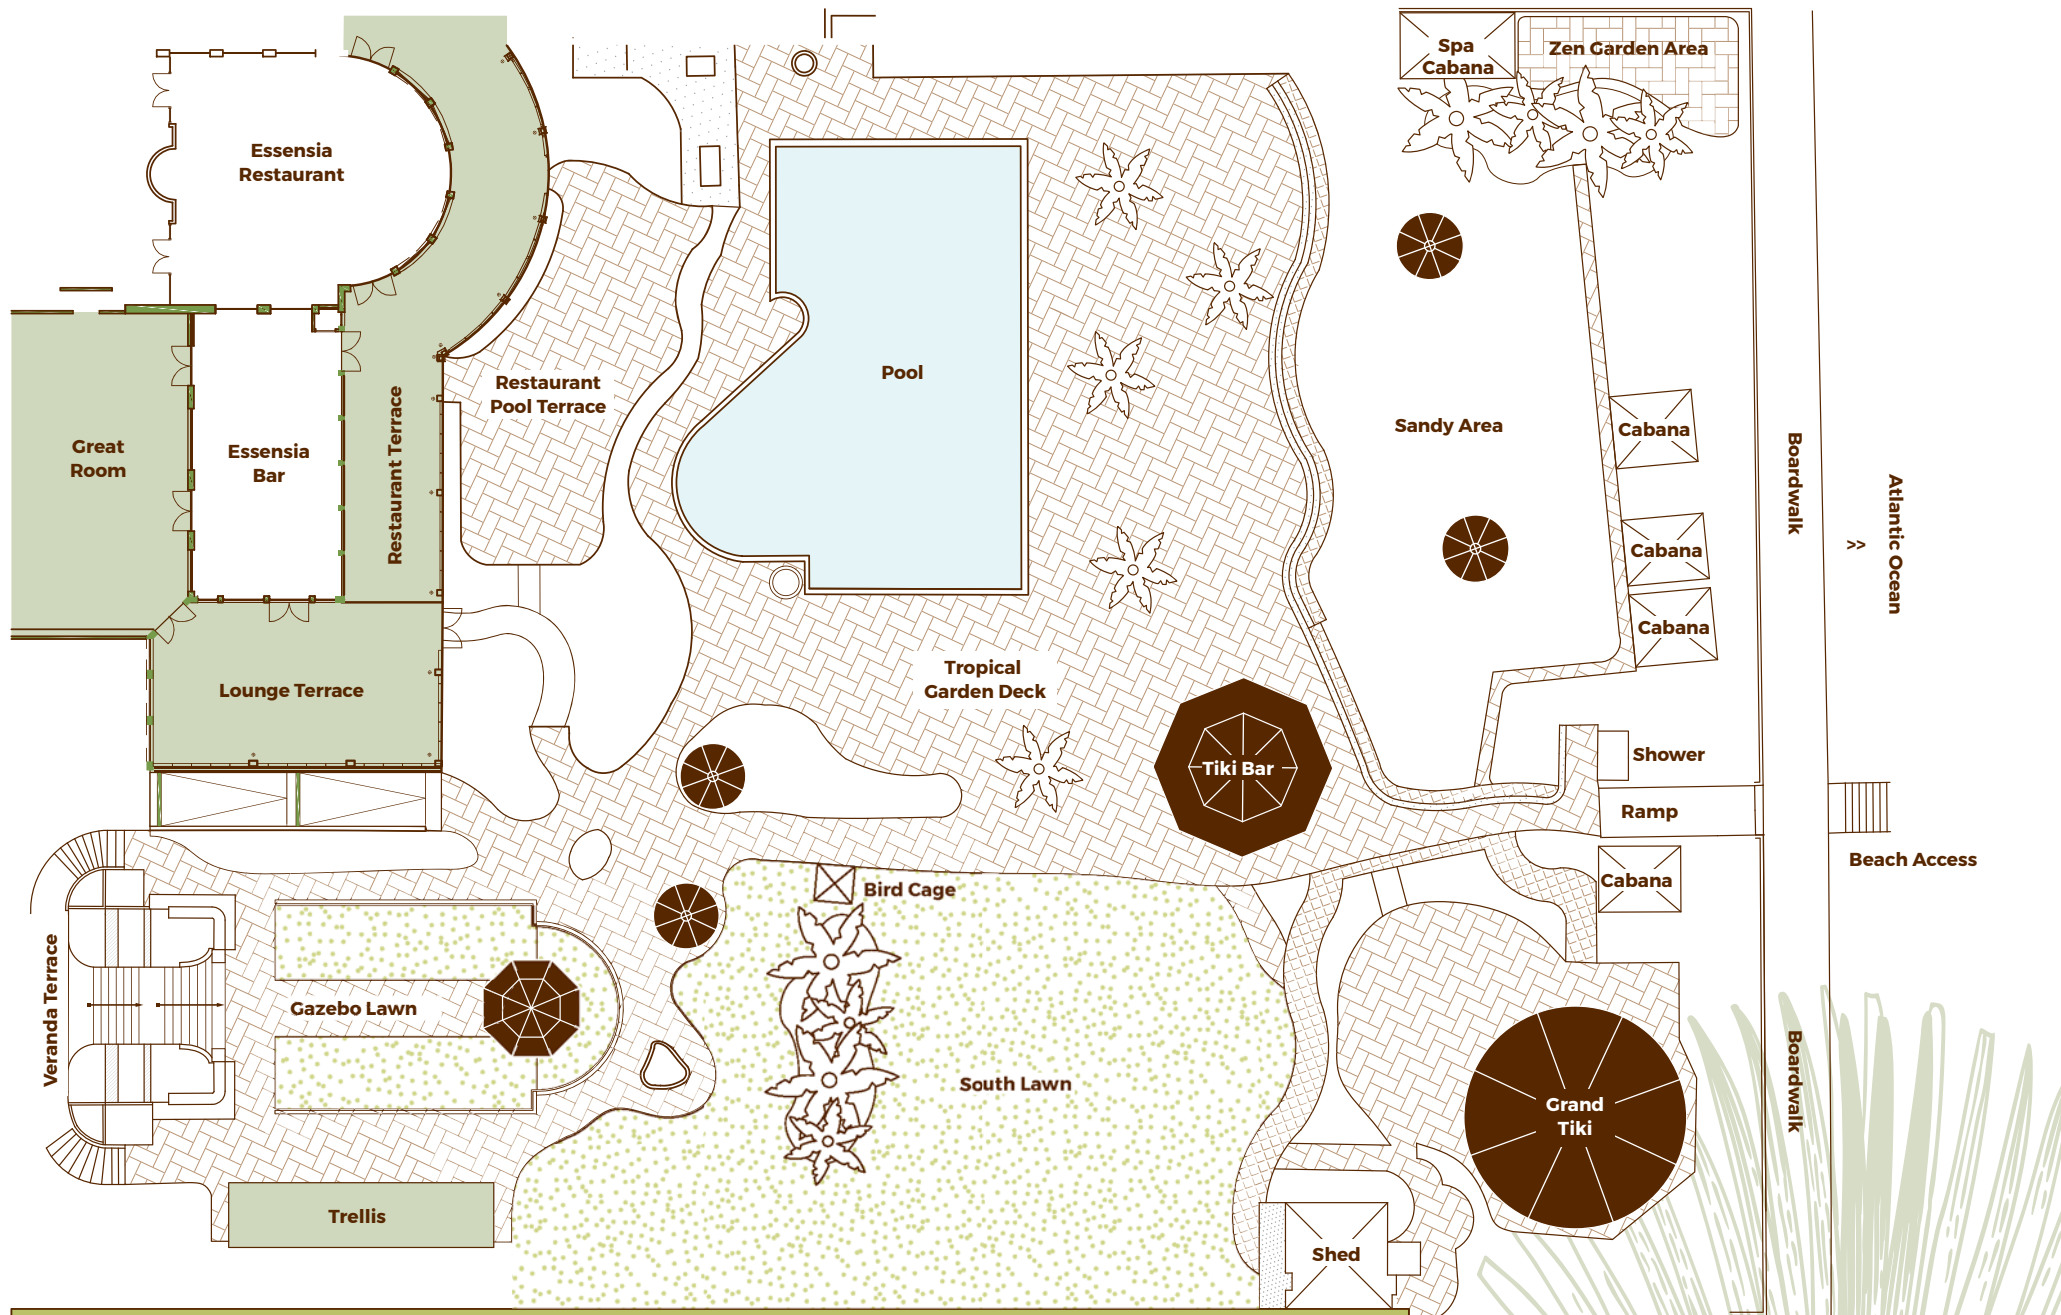 Spa
Cabana
Zen Garden Area
Essensia
Restaurant
Pool
Restaurant
Pool Terrace
Restaurant Terrace
Great
Room
Essensia
Bar
Sandy Area
Cabana
Cabana
Cabana
Boardwalk
>>
Atlantic Ocean
Lounge Terrace
Tropical
Garden Deck
Tiki Bar
Shower
Ramp
Beach Access
Cabana
Bird Cage
Veranda Terrace
Gazebo Lawn
South Lawn
Grand
Tiki
Boardwalk
Trellis
Shed